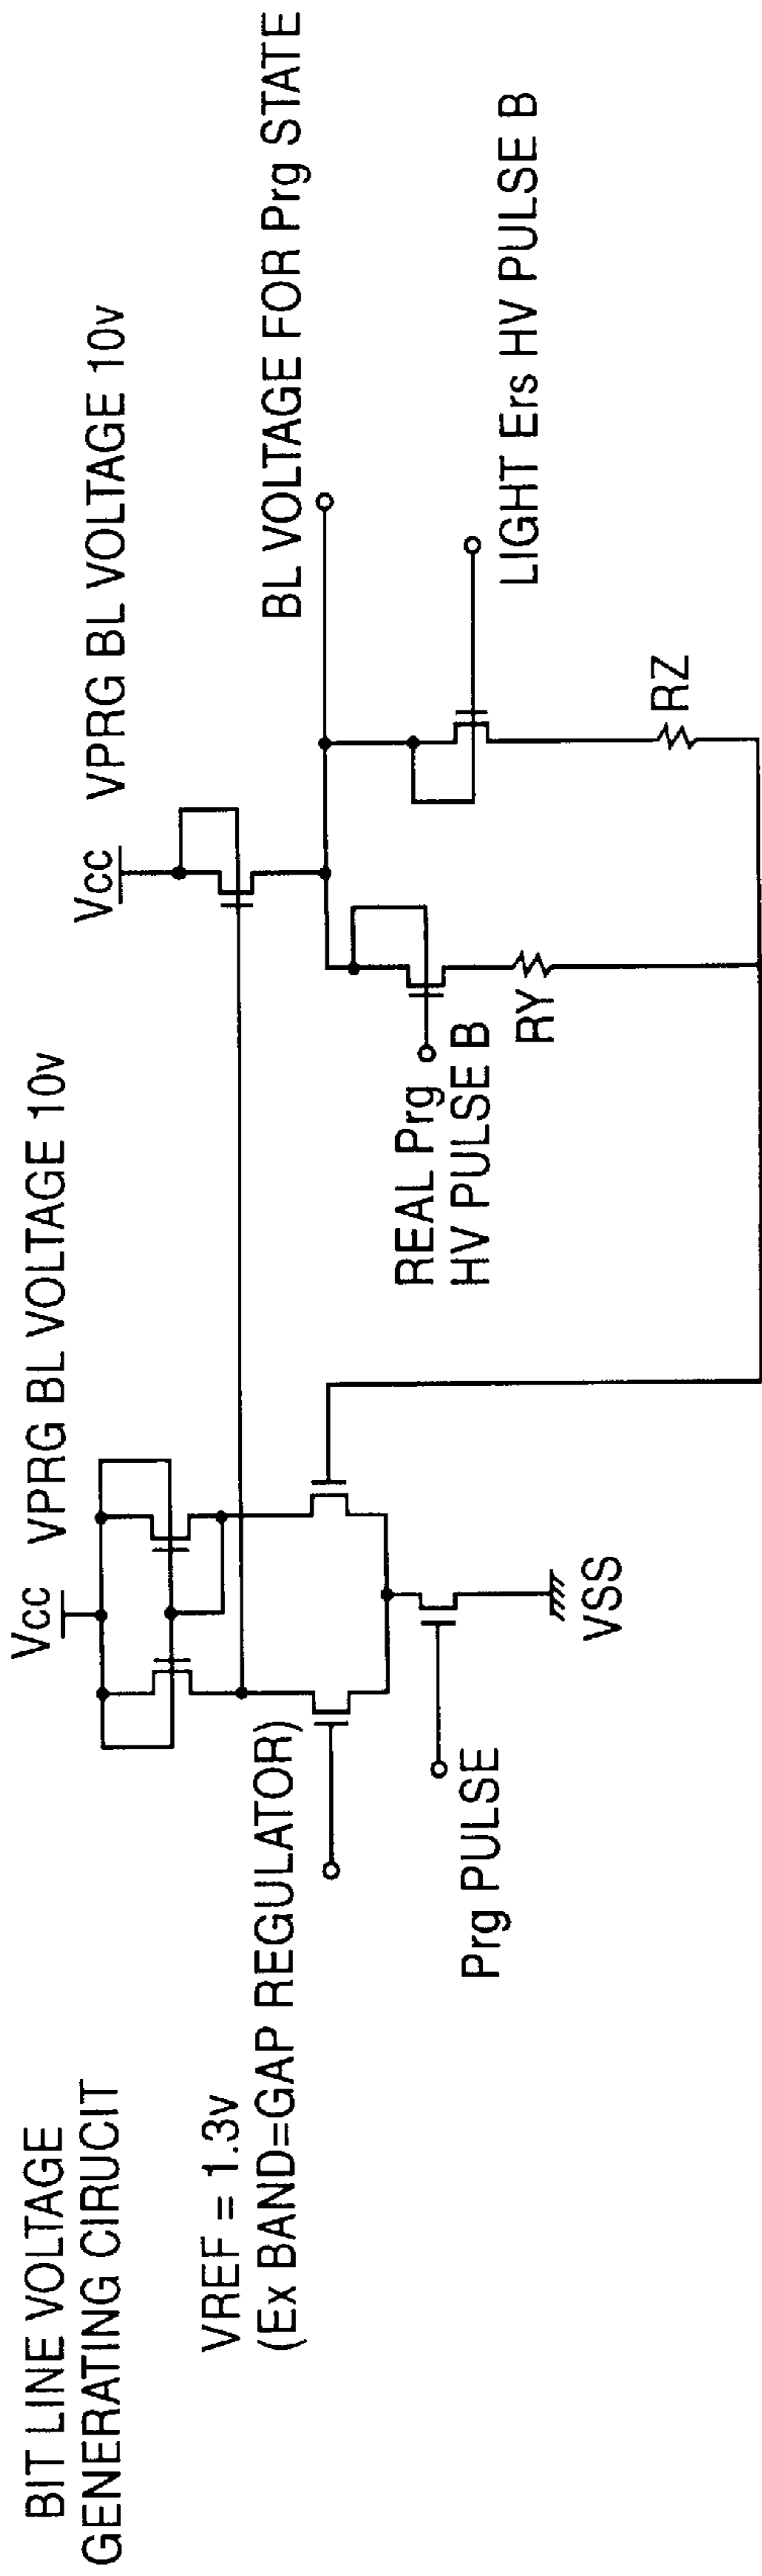 BIT LINE VOLTAGE
GENERATING CIRUCIT
Vcc VPRG BL VOLTAGE 10v
Vcc VPRG BL VOLTAGE 10v
VREF = 1.3v
(Ex BAND=GAP REGULATOR)
BL VOLTAGE FOR Prg STATE
REAL Prg
HV PULSE B
Prg PULSE
VSS
RY
LIGHT Ers HV PULSE B
RZ